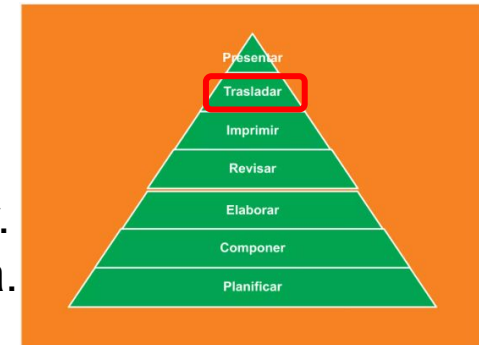 Presentar
Trasladar
Imprimir
Revisar
Elaborar
Componer
Planificar